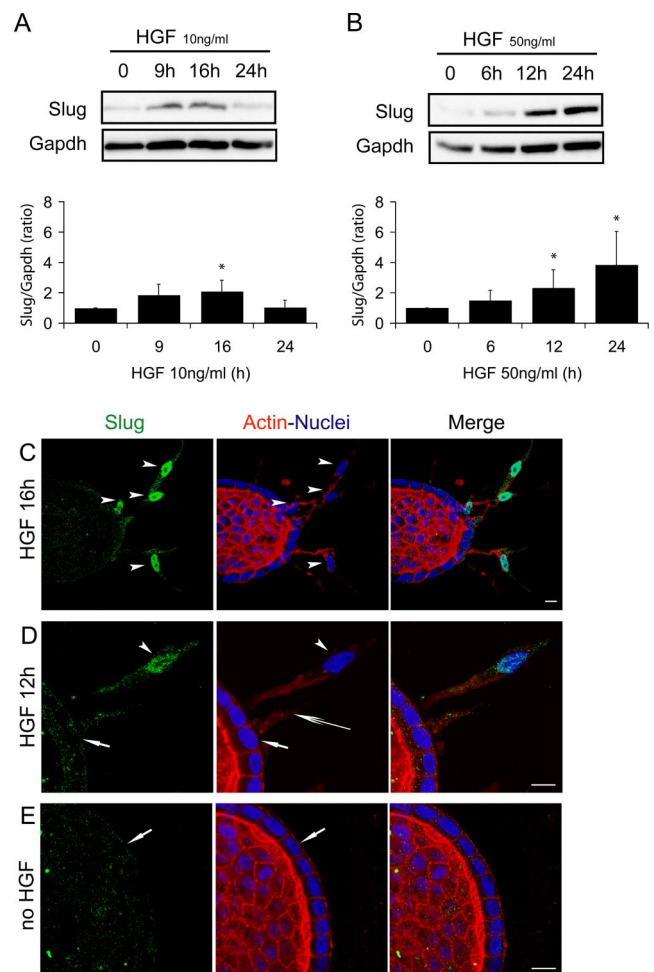 A
HGF 10ng/ml
0 9h 16h 24h
Slug
Gapdh
Slug/Gapdh (ratio)
8
6
4
2
0
*
0 9 16 24
HGF 10ng/ml (h)
B
HGF 50ng/ml
0 6h 12h 24h
Slug
Gapdh
Slug/Gapdh (ratio)
8
6
4
2
0
* *
0 6 12 24
HGF 50ng/ml (h)
Slug Actin-Nuclei Merge
C
HGF 16h
D
HGF 12h
E
no HGF